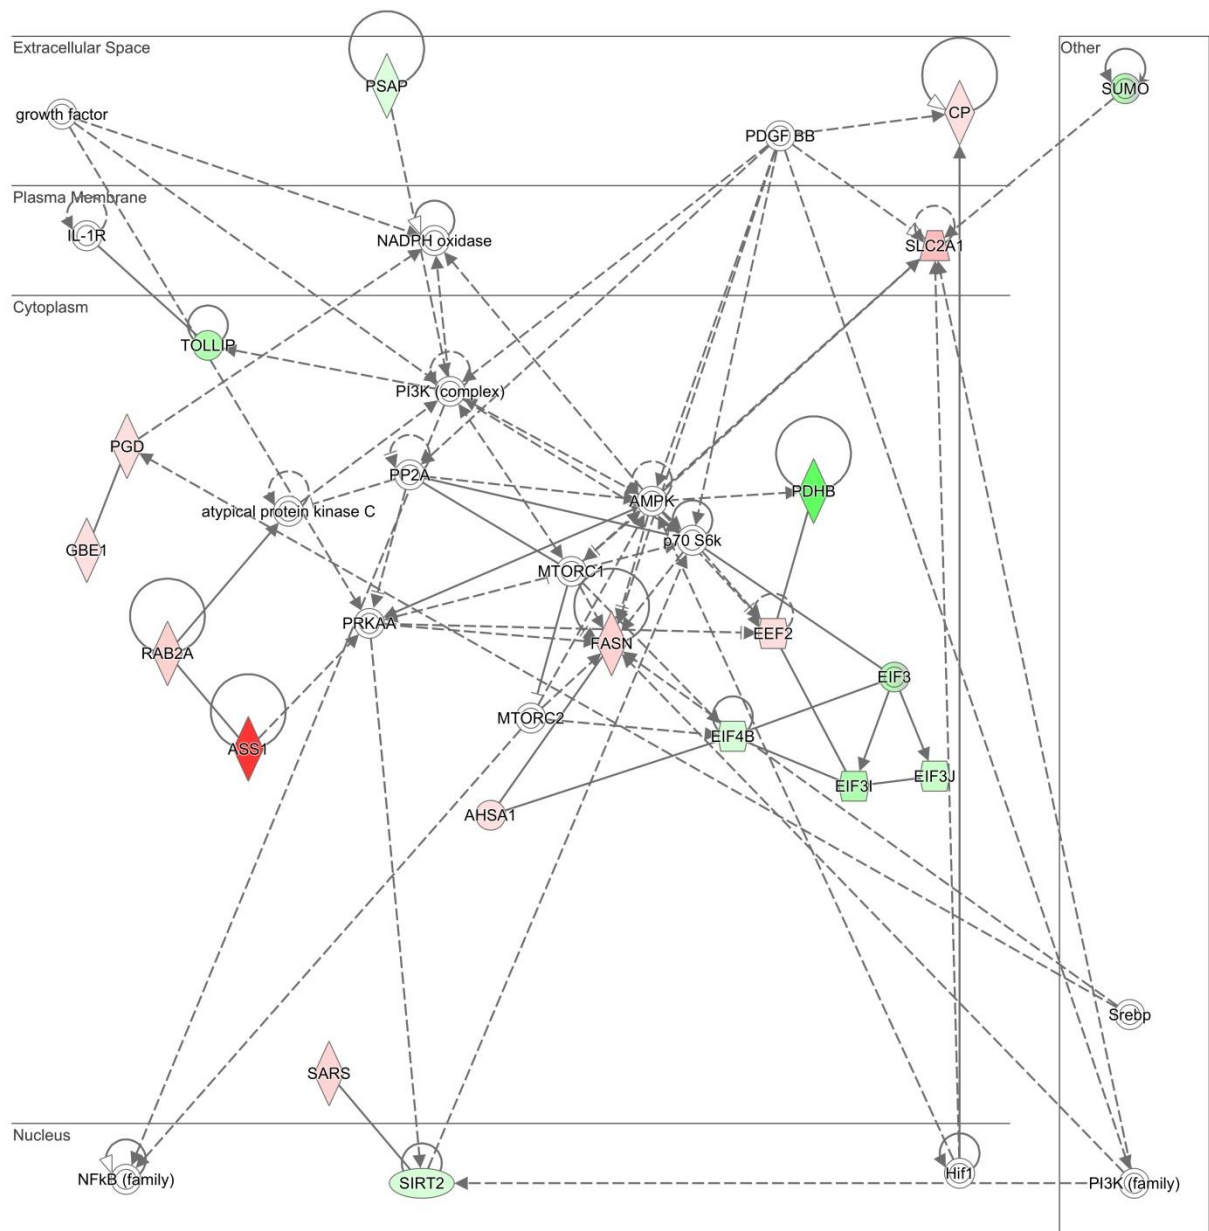 Extracellular Space
Other
PSAP
SUMO
growth factor
CP
PDGF BB
Plasma Membrane
IL-1R
NADPH oxidase
SLC2A1
Cytoplasm
TOLLIP
PI3K (complex)
PGD
PP2A
AMPK
PDHB
atypical protein kinase C
p70 S6k
GBE1
MTORC1
PRKAA
EEF2
RAB2A
FASN
EIF3
MTORC2
EIF4B
ASS1
EIF3J
EIF3I
AHSA1
Srebp
SARS
Nucleus
NFkB (family)
SIRT2
Hif1
PI3K (family)